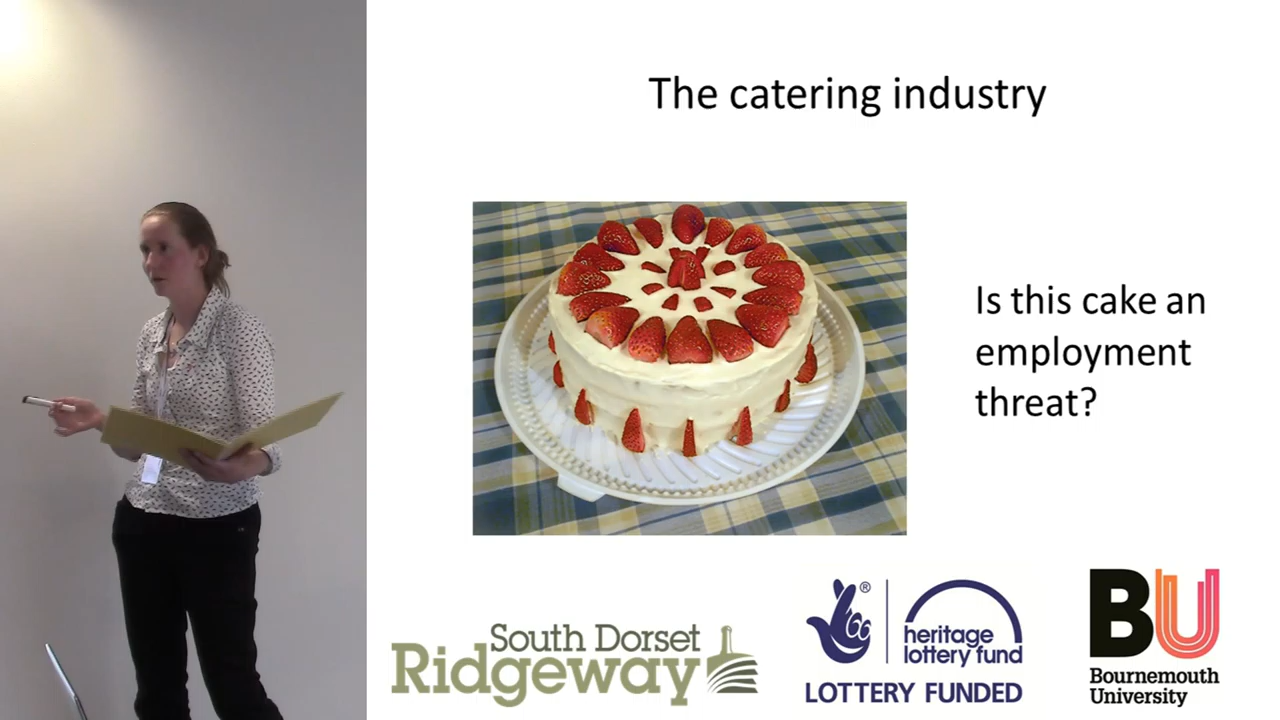 The catering industry
Is this cake an
employment
threat?
South Dorset
Ridgeway
®
heritage
lottery fund
LOTTERY FUNDED
BU
Bournemouth
University